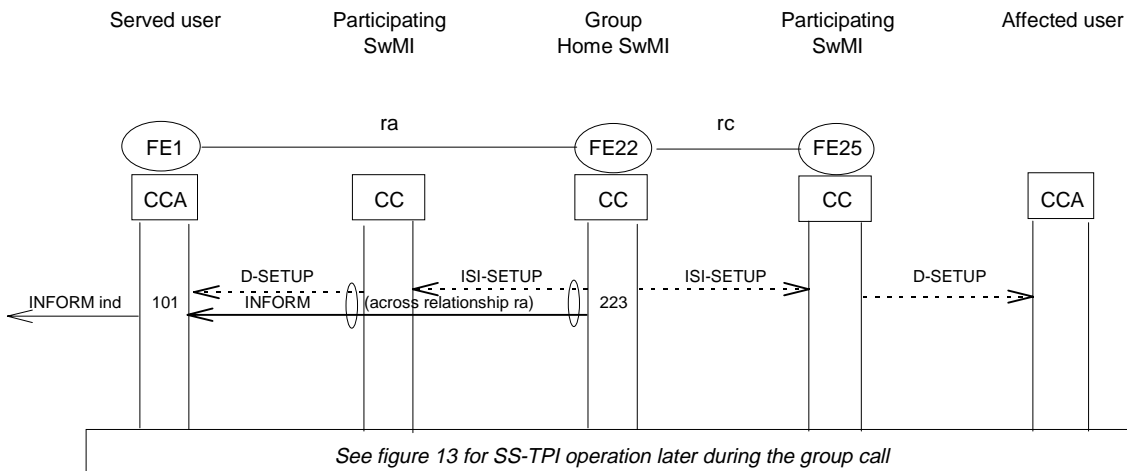 Served user
Participating
SwMI
Group
Home SwMI
Participating
SwMI
Affected user
ra
rc
FE1
FE22
FE25
CCA
CC
CC
CC
CCA
D-SETUP
ISI-SETUP
ISI-SETUP
D-SETUP
INFORM ind
101
INFORM
(across relationship ra)
223
See figure 13 for SS-TPI operation later during the group call